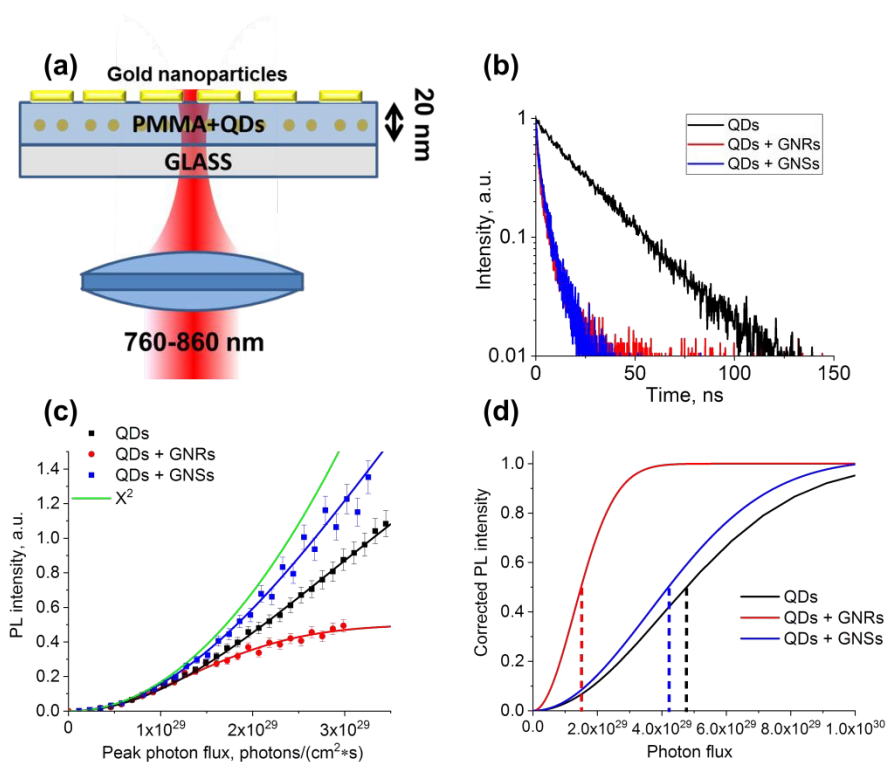 (a)
Gold nanoparticles
PMMA+QDs
GLASS
20 nm
760-860 nm
(b)
1
0.1
0.01
Intensity, a.u.
QDs
QDs + GNRs
QDs + GNSs
0
50
100
150
Time, ns
(c)
QDs
QDs + GNRs
QDs + GNSs
X²
1.4
1.2
1.0
0.8
0.6
0.4
0.2
0.0
PL intensity, a.u.
0
1x10²⁹
2x10²⁹
3x10²⁹
Peak photon flux, photons/(cm²*s)
(d)
1.0
0.8
0.6
0.4
0.2
0.0
Corrected PL intensity
QDs
QDs + GNRs
QDs + GNSs
0.0
2.0x10²⁹
4.0x10²⁹
6.0x10²⁹
8.0x10²⁹
1.0x10³⁰
Photon flux